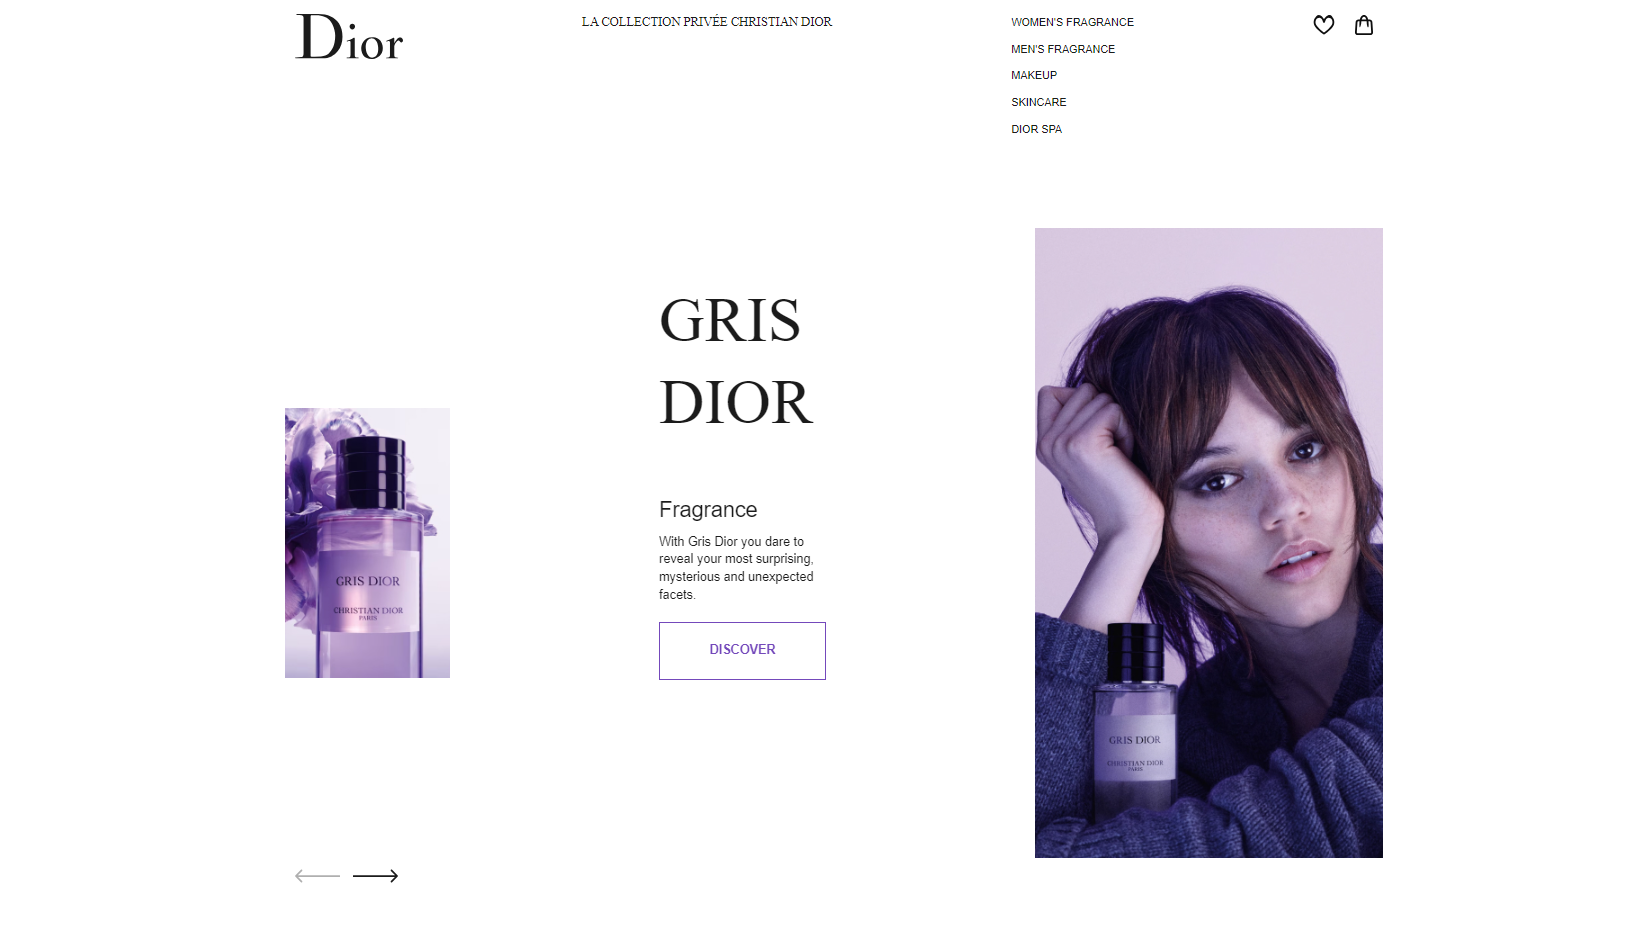 Dior
LA COLLECTION PRIVÉE CHRISTIAN DIOR
WOMEN'S FRAGRANCE
MEN'S FRAGRANCE
MAKEUP
SKINCARE
DIOR SPA
GRIS DIOR
CHRISTIAN DIOR
PARIS
GRIS
DIOR
Fragrance
With Gris Dior you dare to
reveal your most surprising,
mysterious and unexpected
facets.
DISCOVER
GRIS DIOR
CHRISTIAN DIOR
PARIS